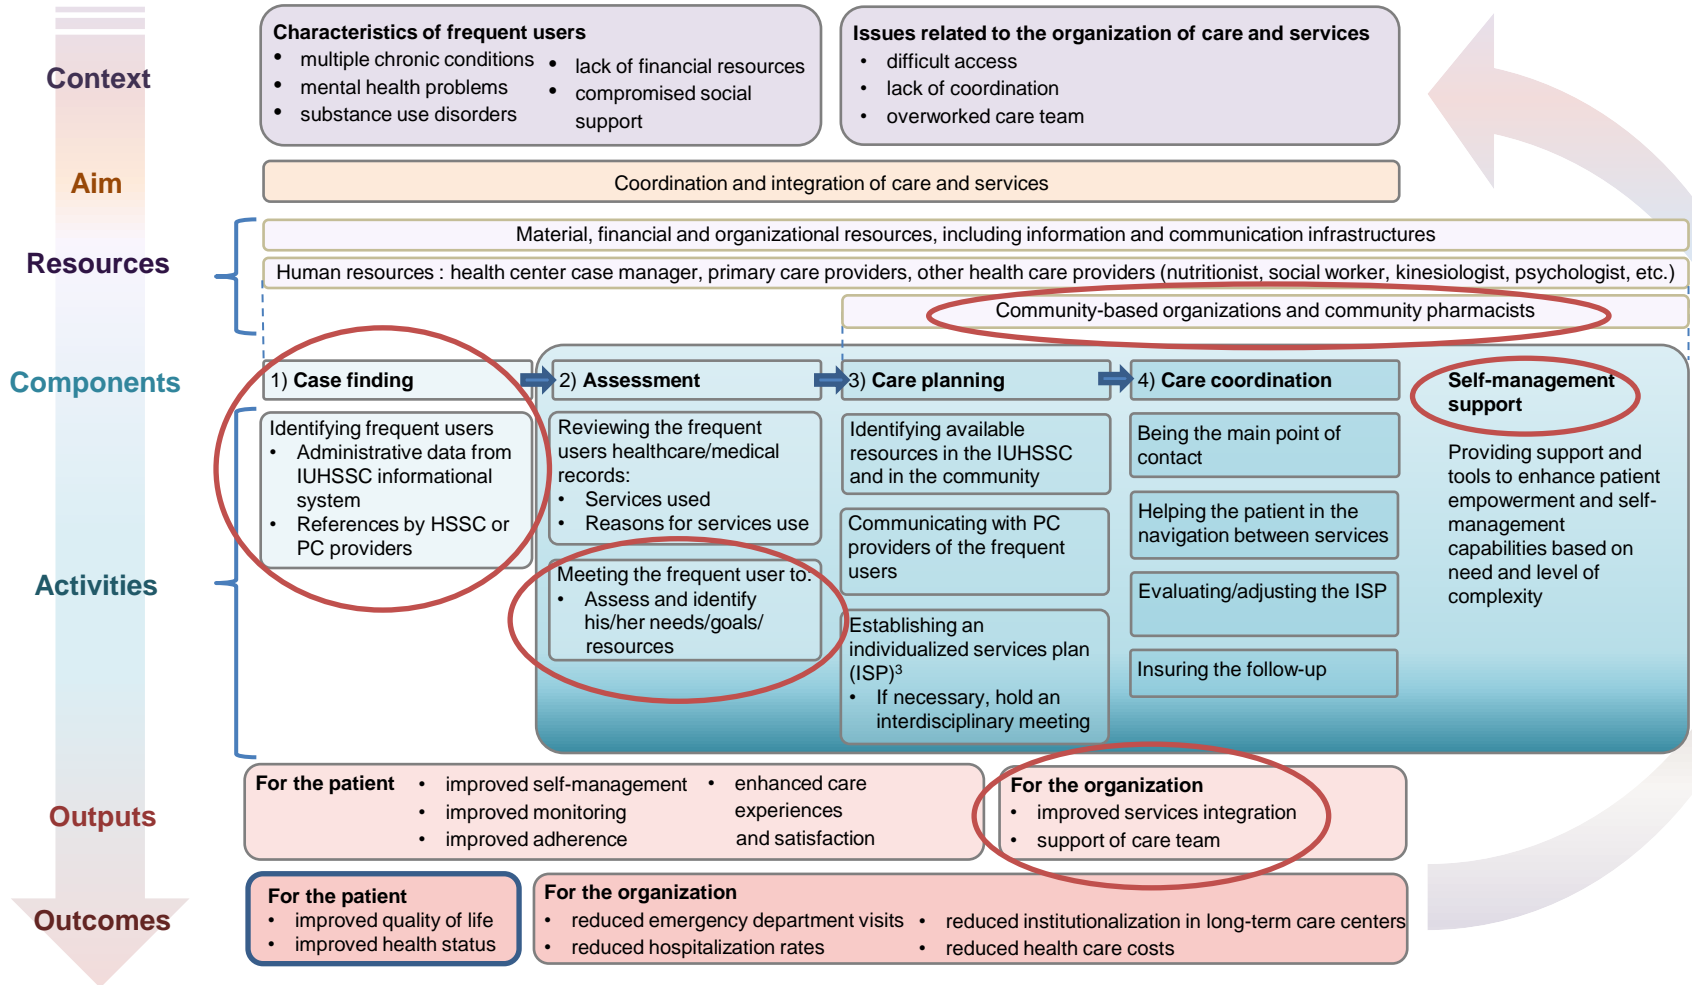 Context
Characteristics of frequent users
• multiple chronic conditions
• mental health problems
• substance use disorders
• lack of financial resources
• compromised social
support
Issues related to the organization of care and services
• difficult access
• lack of coordination
• overworked care team
Aim
Coordination and integration of care and services
Resources
Material, financial and organizational resources, including information and communication infrastructures
Human resources : health center case manager, primary care providers, other health care providers (nutritionist, social worker, kinesiologist, psychologist, etc.)
Community-based organizations and community pharmacists
Components
1) Case finding
2) Assessment
3) Care planning
4) Care coordination
Self-management
support
Activities
Identifying frequent users
• Administrative data from
IUHSSC informational
system
• References by HSSC or
PC providers
Reviewing the frequent
users healthcare/medical
records:
• Services used
• Reasons for services use
Meeting the frequent user to:
• Assess and identify
his/her needs/goals/
resources
Identifying available
resources in the IUHSSC
and in the community
Communicating with PC
providers of the frequent
users
Establishing an
individualized services plan
(ISP)³
• If necessary, hold an
interdisciplinary meeting
Being the main point of
contact
Helping the patient in the
navigation between services
Evaluating/adjusting the ISP
Insuring the follow-up
Providing support and
tools to enhance patient
empowerment and self-
management
capabilities based on
need and level of
complexity
Outputs
For the patient
• improved self-management
• improved monitoring
• improved adherence
• enhanced care
experiences
and satisfaction
For the organization
• improved services integration
• support of care team
Outcomes
For the patient
• improved quality of life
• improved health status
For the organization
• reduced emergency department visits
• reduced hospitalization rates
• reduced institutionalization in long-term care centers
• reduced health care costs